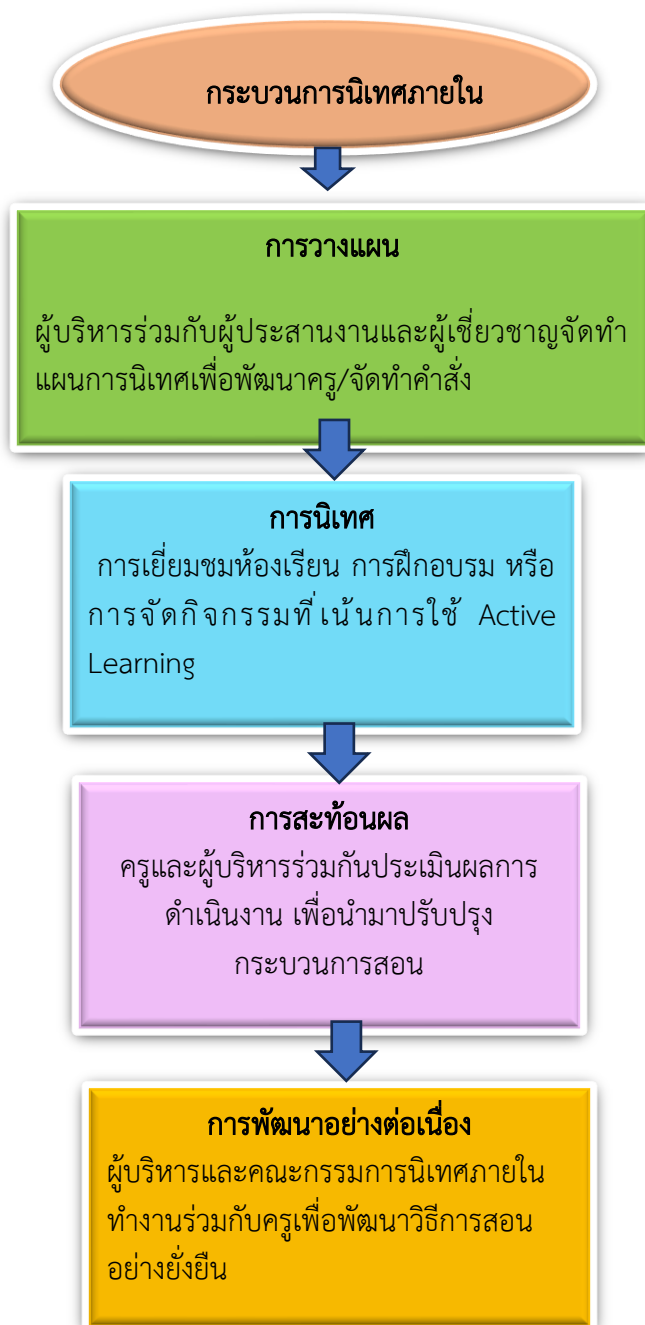 กระบวนการนิเทศภายใน
การวางแผน
ผู้บริหารร่วมกับผู้ประสานงานและผู้เชี่ยวชาญจัดทำ
แผนการนิเทศเพื่อพัฒนาครู/จัดทำคำสั่ง
การนิเทศ
การเยี่ยมชมห้องเรียน การฝึกอบรม หรือ
การจัดกิจกรรมที่เน้นการใช้ Active
Learning
การสะท้อนผล
ครูและผู้บริหารร่วมกันประเมินผลการ
ดำเนินงาน เพื่อนำมาปรับปรุง
กระบวนการสอน
การพัฒนาอย่างต่อเนื่อง
ผู้บริหารและคณะกรรมการนิเทศภายใน
ทำงานร่วมกับครูเพื่อพัฒนาวิธีการสอน
อย่างยั่งยืน